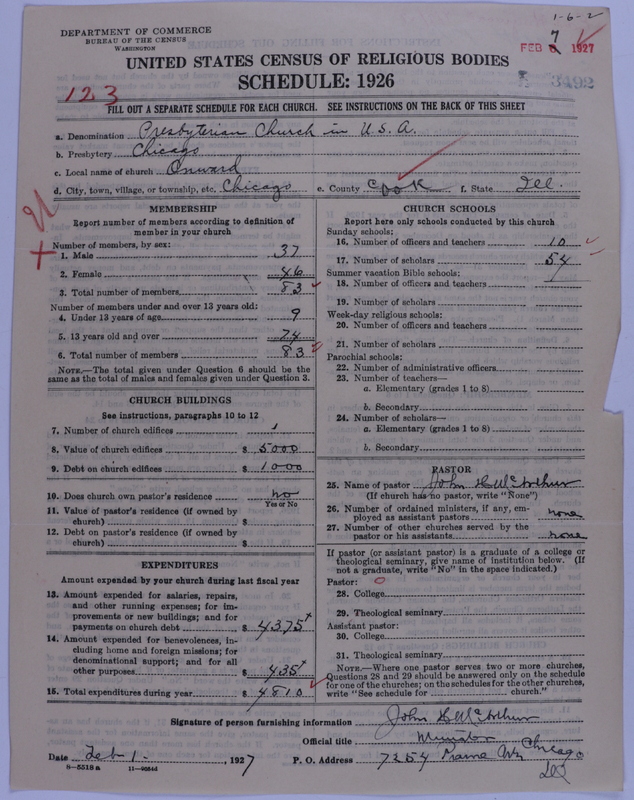 1-6-2
DEPARTMENT OF COMMERCE
BUREAU OF THE CENSUS
WASHINGTON
FEB 7 1927
3492
UNITED STATES CENSUS OF RELIGIOUS BODIES
SCHEDULE: 1926
123
FILL OUT A SEPARATE SCHEDULE FOR EACH CHURCH. SEE INSTRUCTIONS ON THE BACK OF THIS SHEET
a. Denomination Presbyterian Church in U.S.A.
b. Presbytery Chicago
c. Local name of church Onward
d. City, town, village, or township, etc. Chicago e. County Cook f. State Ill.
MEMBERSHIP
Report number of members according to definition of
member in your church
Number of members, by sex:
1. Male 37
2. Female 46
3. Total number of members 83
Number of members under and over 13 years old:
4. Under 13 years of age 9
5. 13 years old and over 74
6. Total number of members 83
NOTE.—The total given under Question 6 should be
same as the total of males and females given under Question 3.
CHURCH BUILDINGS
See instructions, paragraphs 10 to 12
7. Number of church edifices 1
8. Value of church edifices $ 5000
9. Debt on church edifices $ 1000
10. Does church own pastor's residence no
Yes or No
11. Value of pastor's residence (if owned by
church) $
12. Debt on pastor's residence (if owned by
church) $
EXPENDITURES
Amount expended by your church during last fiscal year
13. Amount expended for salaries, repairs,
and other running expenses; for im-
provements or new buildings; and for
payments on church debt $ 4375
14. Amount expended for benevolences, in-
cluding home and foreign missions; for
denominational support; and for all
other purposes $ 435
15. Total expenditures during year $ 4810
CHURCH SCHOOLS
Report here only schools conducted by this church
Sunday schools:
16. Number of officers and teachers 10
17. Number of scholars 54
Summer vacation Bible schools:
18. Number of officers and teachers
19. Number of scholars
Week-day religious schools:
20. Number of officers and teachers
21. Number of scholars
Parochial schools:
22. Number of administrative officers
23. Number of teachers—
a. Elementary (grades 1 to 8)
b. Secondary
24. Number of scholars—
a. Elementary (grades 1 to 8)
b. Secondary
PASTOR
25. Name of pastor John H McArthur
(If church has no pastor, write "None")
26. Number of ordained ministers, if any, em-
ployed as assistant pastors none
27. Number of other churches served by the
pastor or his assistants none
If pastor (or assistant pastor) is a graduate of a college or
theological seminary, give name of institution below. (If
not a graduate, write "No" in the space indicated.)
Pastor:
28. College
29. Theological seminary
Assistant pastor:
30. College
31. Theological seminary
NOTE.—Where one pastor serves two or more churches,
Questions 28 and 29 should be answered only on the schedule
for one of the churches; on the schedules for the other churches,
write "See schedule for church."
Signature of person furnishing information John H McArthur
Official title Minister
Date Feb 1 1927 P. O. Address 7254 Chicago
Ill
8-5518 a